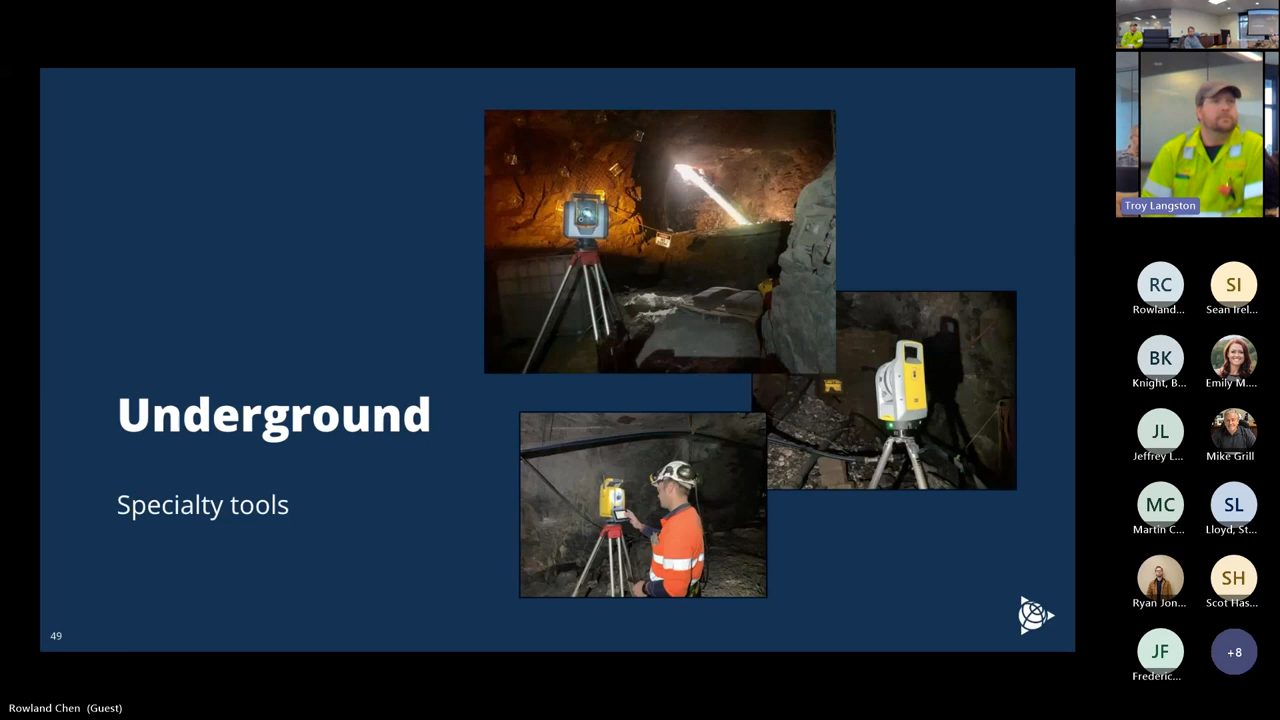 Underground
Specialty tools
49
Troy Langston
RC
Rowland...
SI
Sean Irel...
BK
Knight, B...
Emily M....
JL
Jeffrey L...
Mike Grill
MC
Martin C...
SL
Lloyd, St...
Ryan Jon...
SH
Scot Has...
JF
Frederic...
+8
Rowland Chen (Guest)